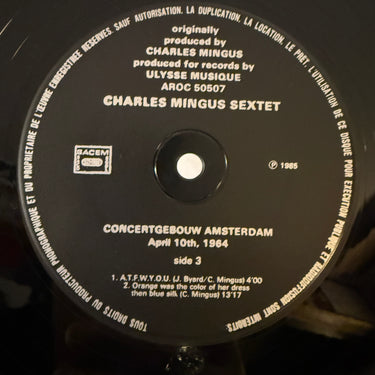 TOUS DROITS DU PRODUCTEUR PHONOGRAPHIQUE ET DU PROPRIETAIRE DE L'ŒUVRE ENREGISTREE RESERVES. SAUF AUTORISATION. LA DUPLICATION, LA LOCATION, LE PRET L'UTILISATION DE CE DISQUE POUR EXECUTION PUBLIQUE ET RADIODIFFUSION SONT INTERDITS.
originally
produced by
CHARLES MINGUS
produced for records by
ULYSSE MUSIQUE
AROC 50507
CHARLES MINGUS SEXTET
SACEM
℗ 1985
CONCERTGEBOUW AMSTERDAM
April 10th, 1964
side 3
1. A.T.F.W.Y.O.U. (J. Byard/C. Mingus) 4'00
2. Orange was the color of her dress
then blue silk (C. Mingus) 13'17